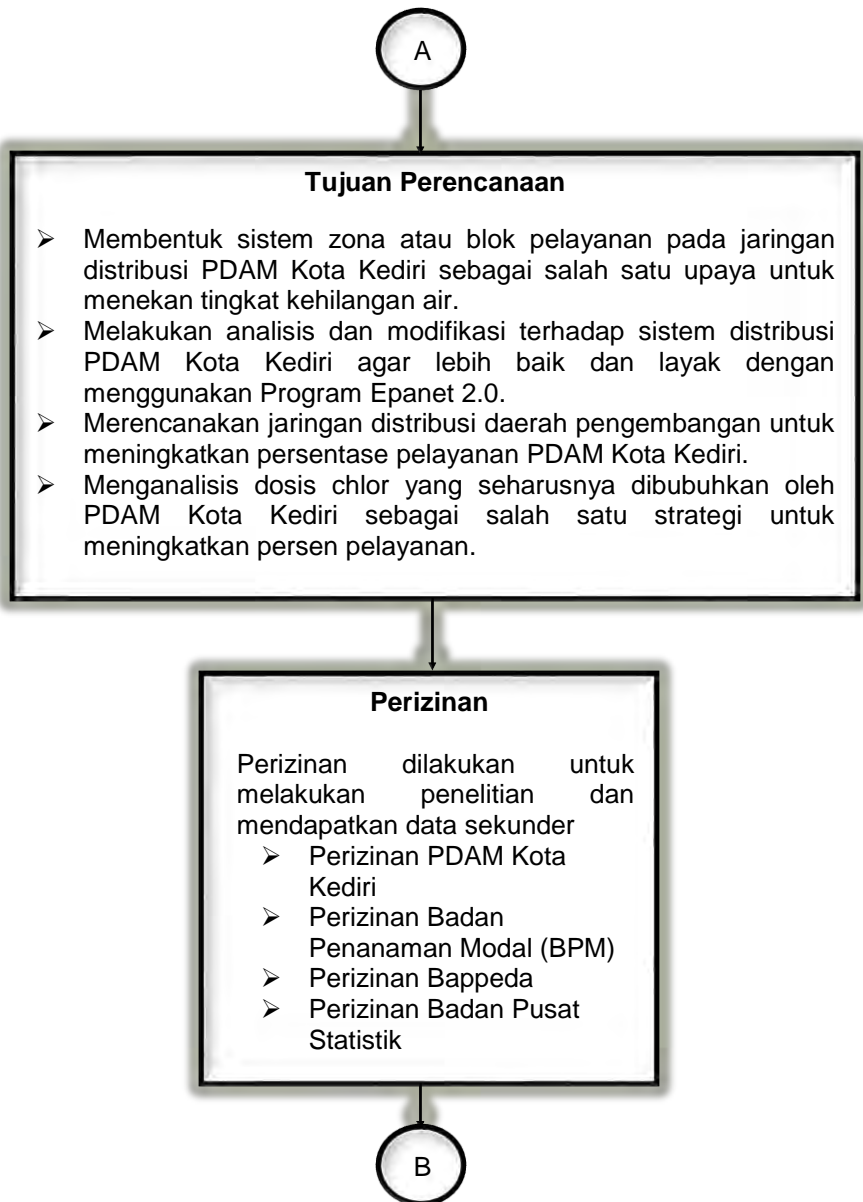 A
Tujuan Perencanaan
➢ Membentuk sistem zona atau blok pelayanan pada jaringan
distribusi PDAM Kota Kediri sebagai salah satu upaya untuk
menekan tingkat kehilangan air.
➢ Melakukan analisis dan modifikasi terhadap sistem distribusi
PDAM Kota Kediri agar lebih baik dan layak dengan
menggunakan Program Epanet 2.0.
➢ Merencanakan jaringan distribusi daerah pengembangan untuk
meningkatkan persentase pelayanan PDAM Kota Kediri.
➢ Menganalisis dosis chlor yang seharusnya dibubuhkan oleh
PDAM Kota Kediri sebagai salah satu strategi untuk
meningkatkan persen pelayanan.
Perizinan
Perizinan dilakukan untuk
melakukan penelitian dan
mendapatkan data sekunder
➢ Perizinan PDAM Kota
Kediri
➢ Perizinan Badan
Penanaman Modal (BPM)
➢ Perizinan Bappeda
➢ Perizinan Badan Pusat
Statistik
B